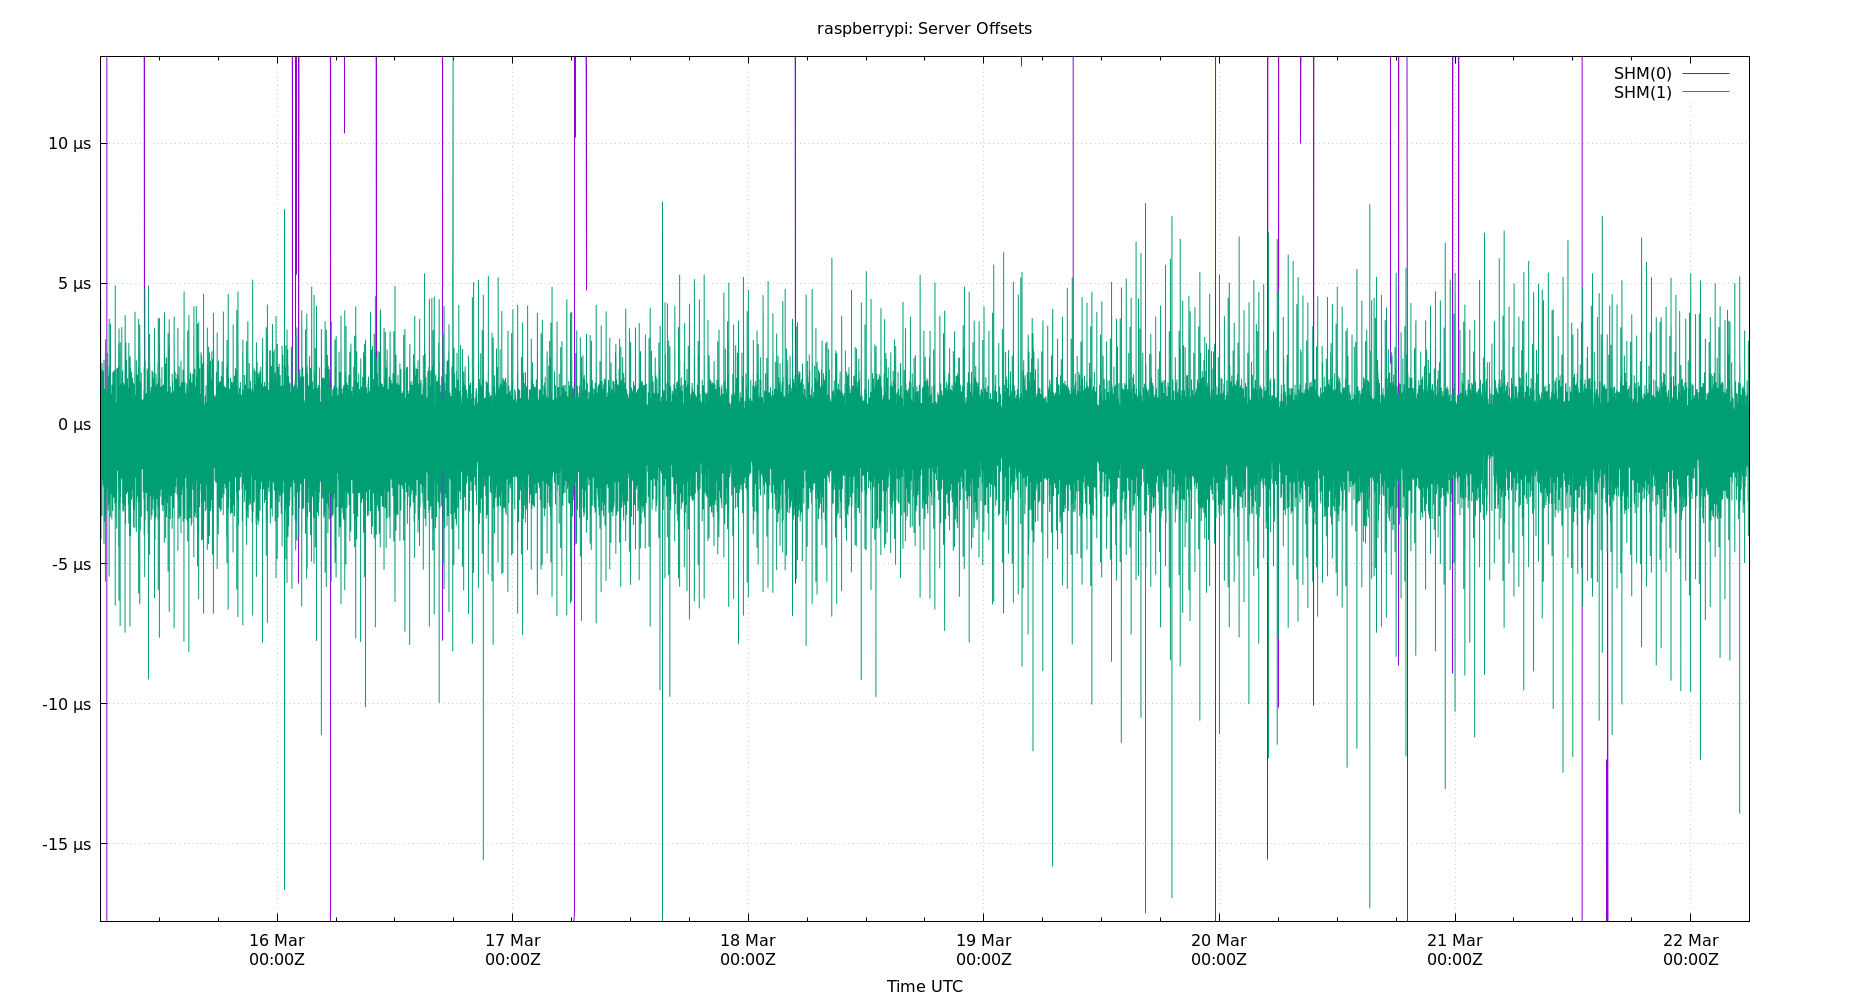 raspberrypi: Server Offsets
SHM(0)
SHM(1)
10 µs
5 µs
0 µs
-5 µs
-10 µs
-15 µs
16 Mar 17 Mar 18 Mar 19 Mar 20 Mar 21 Mar 22 Mar
00:00Z 00:00Z 00:00Z 00:00Z 00:00Z 00:00Z 00:00Z
Time UTC